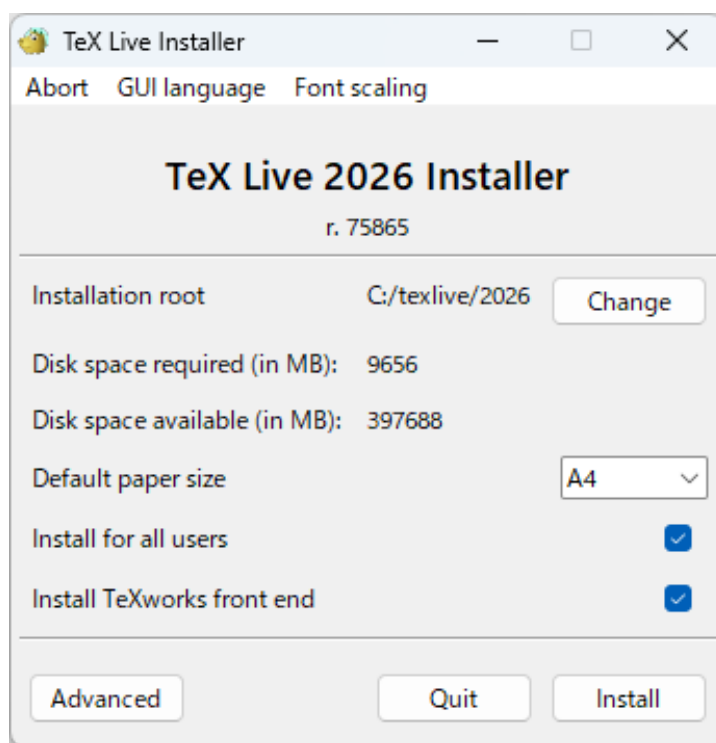 TeX Live Installer
Abort GUI language Font scaling
TeX Live 2026 Installer
r. 75865
Installation root C:/texlive/2026 Change
Disk space required (in MB): 9656
Disk space available (in MB): 397688
Default paper size A4
Install for all users
Install TeXworks front end
Advanced Quit Install